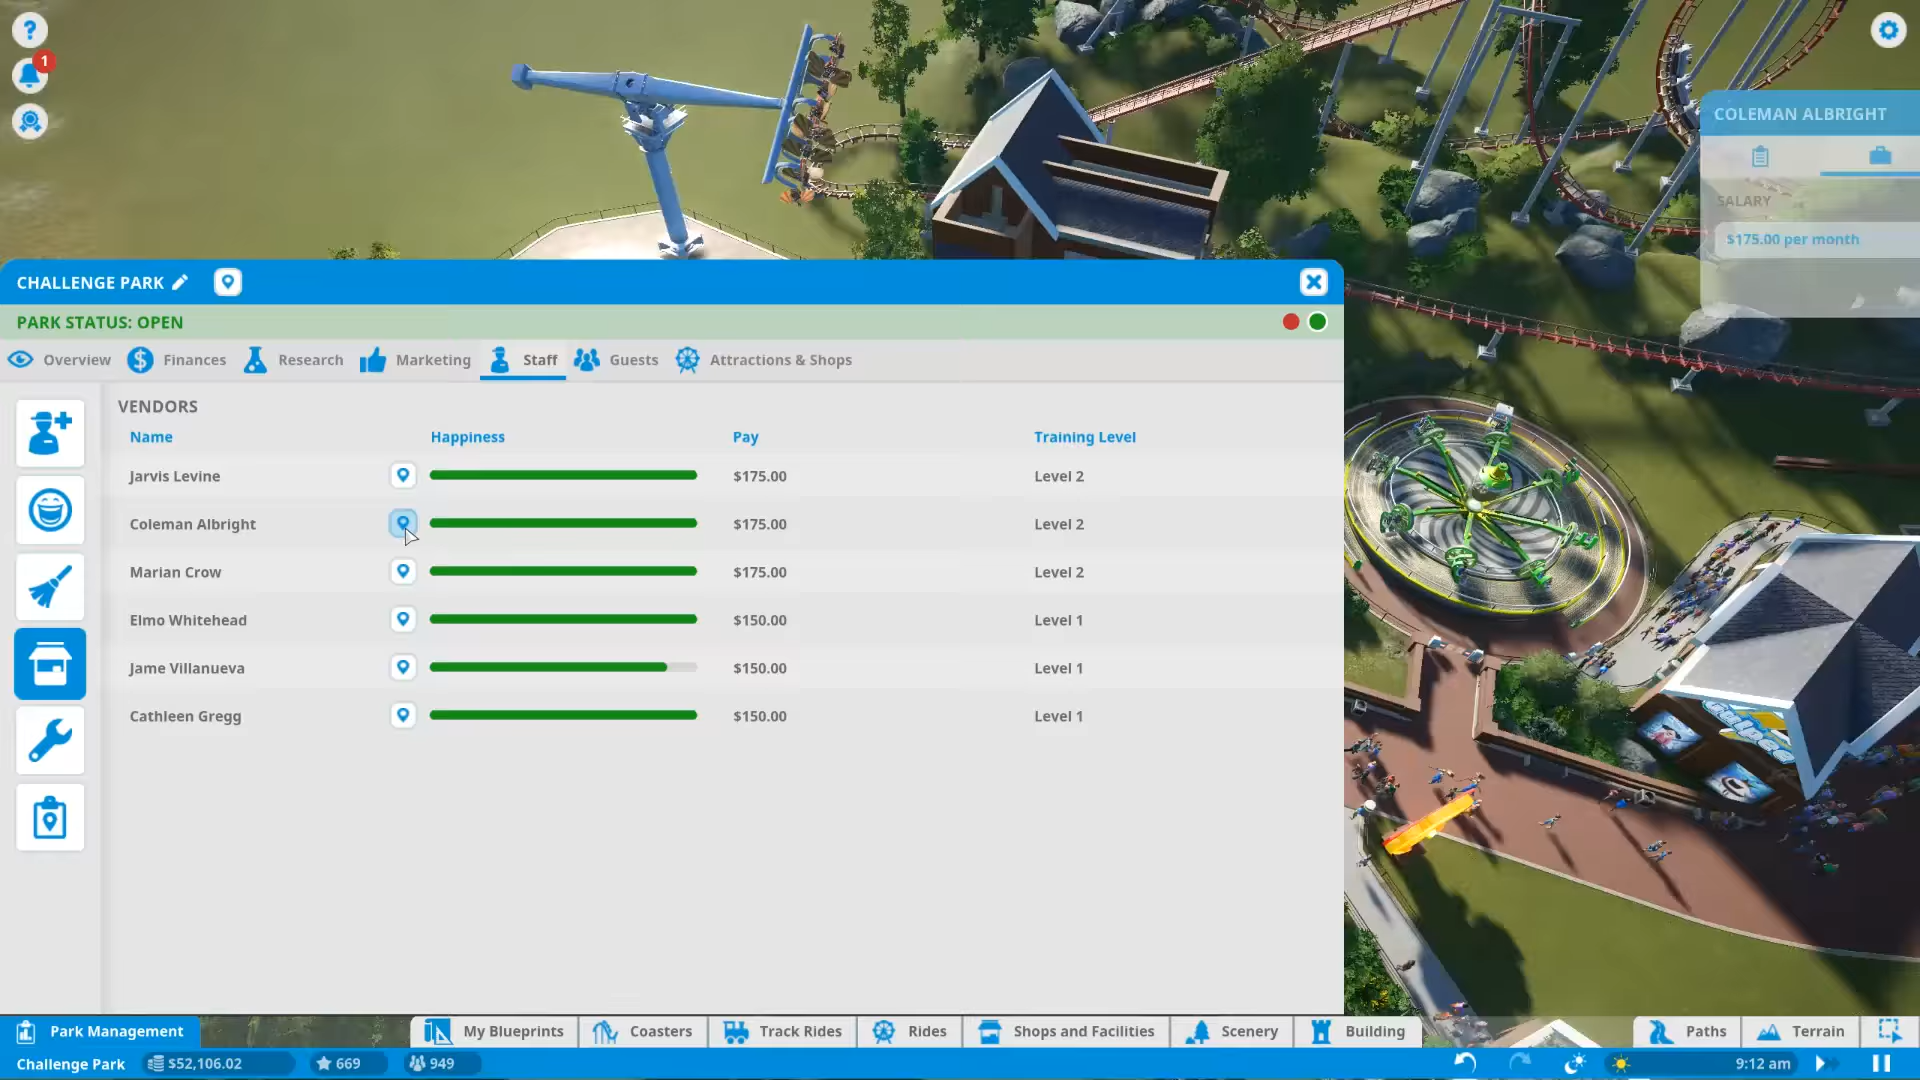 ?
1
COLEMAN ALBRIGHT
SALARY
$175.00 per month
CHALLENGE PARK
PARK STATUS: OPEN
Overview Finances Research Marketing Staff Guests Attractions & Shops
VENDORS
Name Happiness Pay Training Level
Jarvis Levine $175.00 Level 2
Coleman Albright $175.00 Level 2
Marian Crow $175.00 Level 2
Elmo Whitehead $150.00 Level 1
Jame Villanueva $150.00 Level 1
Cathleen Gregg $150.00 Level 1
Gulpee
Park Management My Blueprints Coasters Track Rides Rides Shops and Facilities Scenery Building Paths Terrain
Challenge Park $52,106.02 669 949 9:12 am